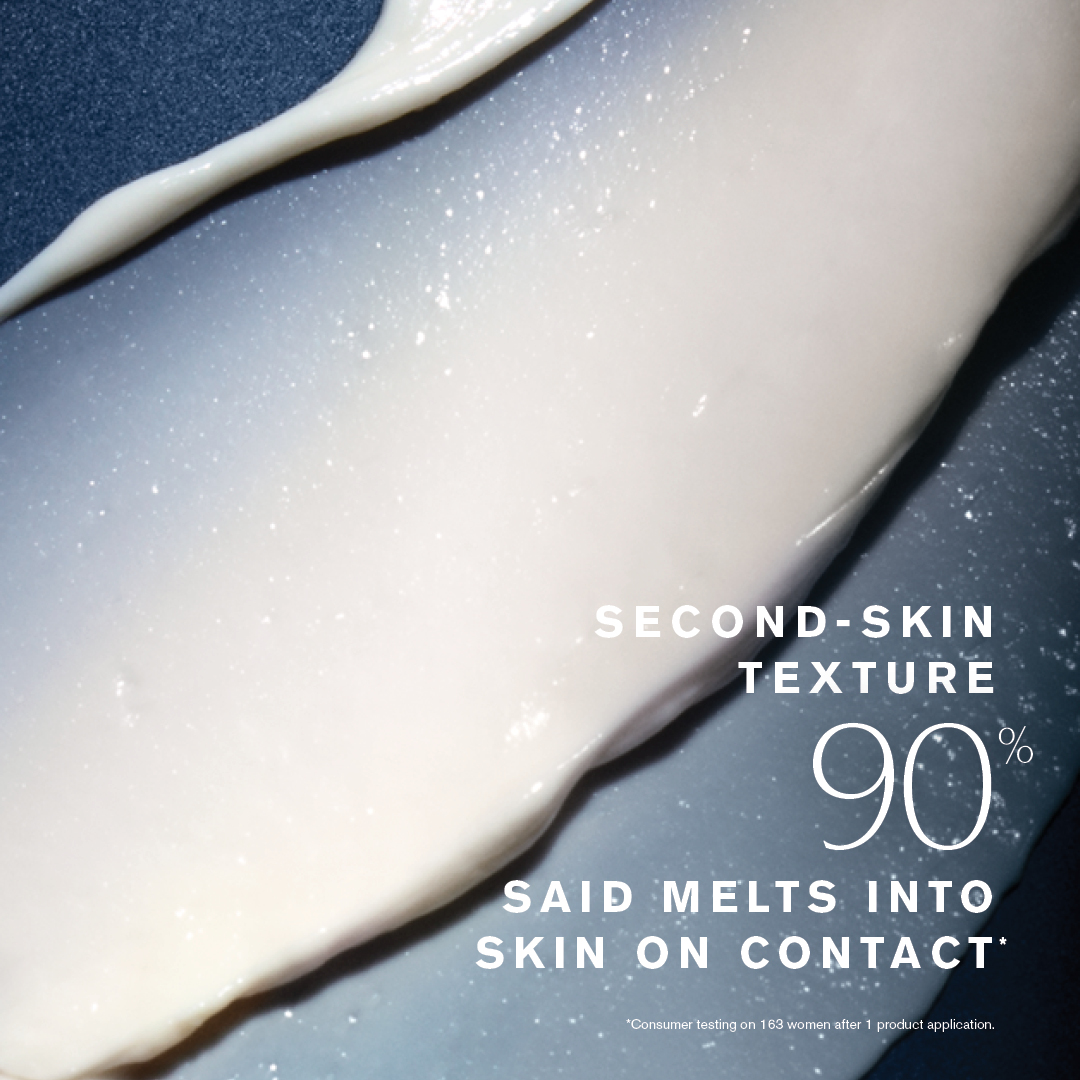 SECOND-SKIN
TEXTURE
90%
SAID MELTS INTO
SKIN ON CONTACT*
*Consumer testing on 163 women after 1 product application.